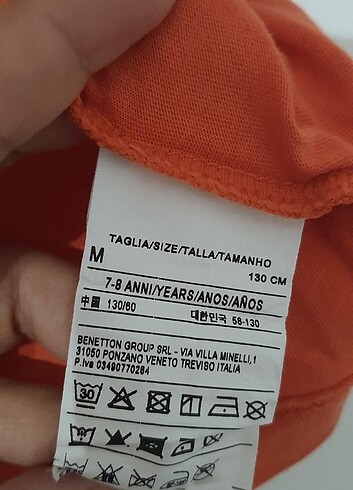 TAGLIA/SIZE/TALLA/TAMANHO
M 130 CM
7-8 ANNI/YEARS/ANOS/AÑOS
中国 130/60 대한민국 58-130
BENETTON GROUP SRL - VIA VILLA MINELLI,1
31050 PONZANO VENETO TREVISO ITALIA
P.Iva 03490770264
30